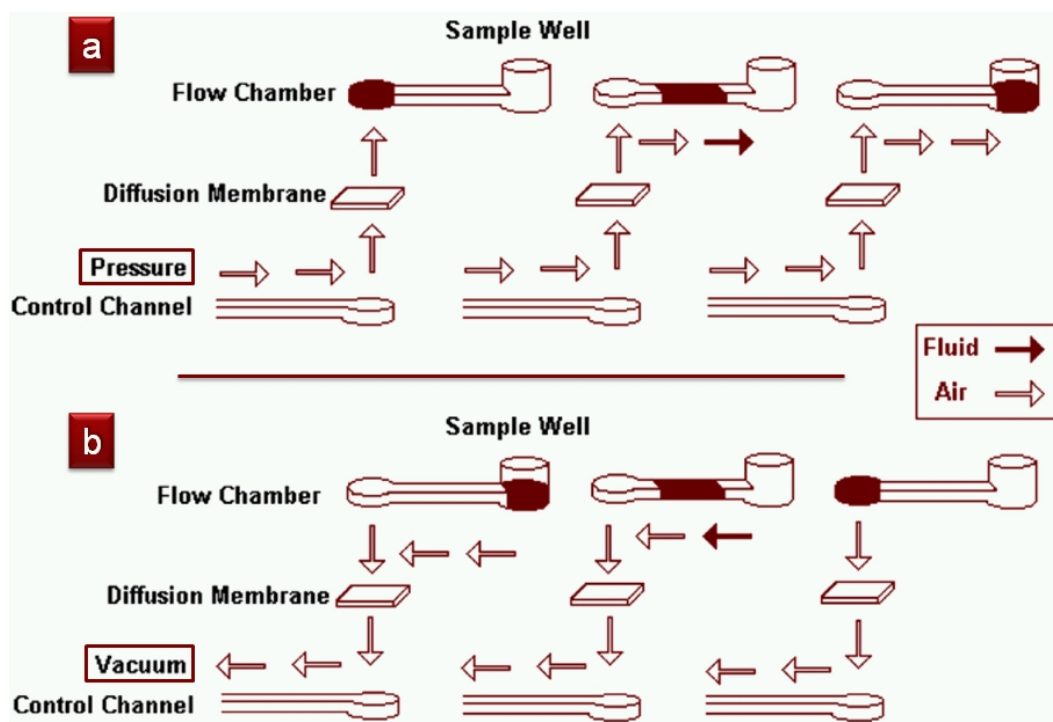 a
Sample Well
Flow Chamber
Diffusion Membrane
Pressure
Control Channel
Fluid
Air
b
Sample Well
Flow Chamber
Diffusion Membrane
Vacuum
Control Channel